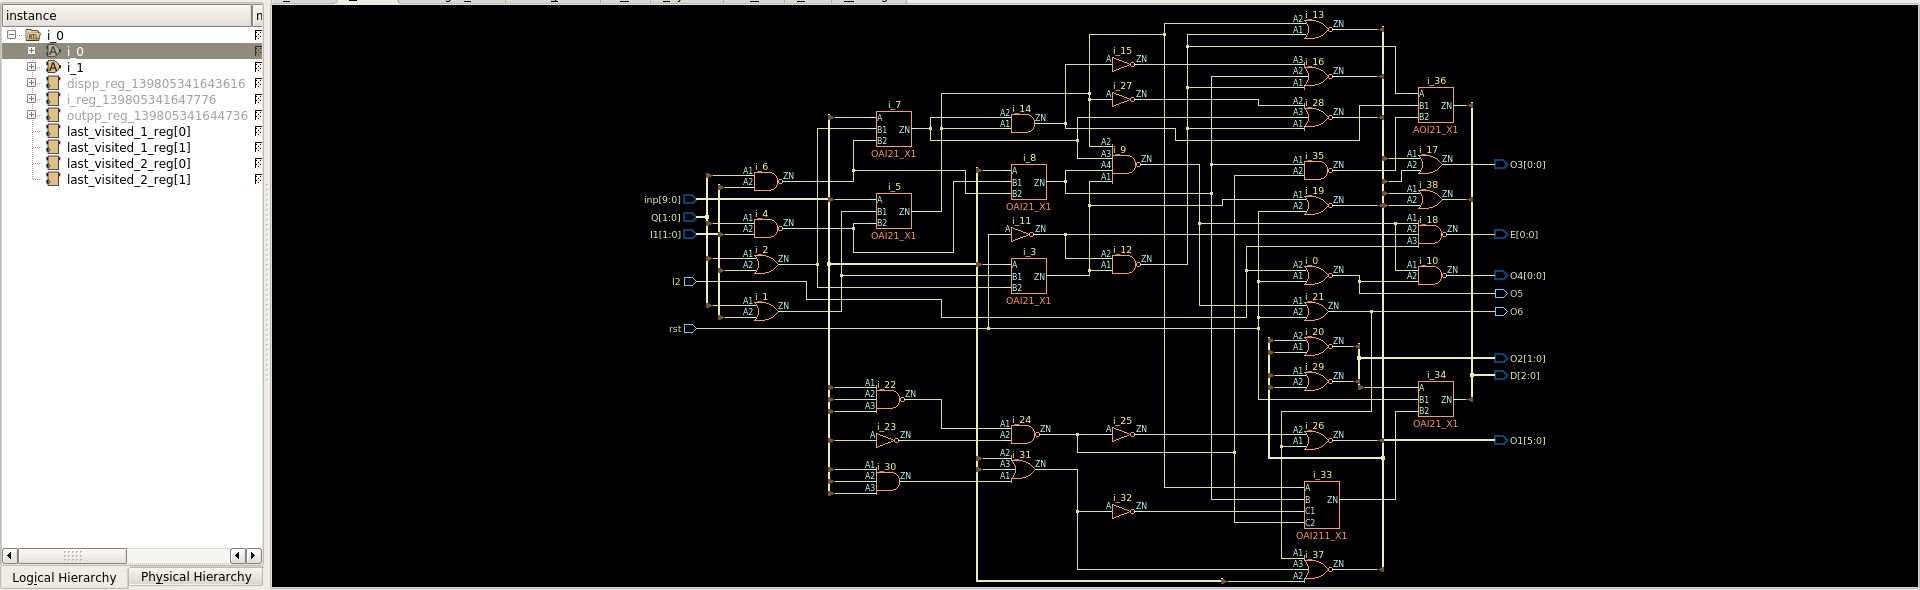 instance
i_0
i_0
i_1
dispp_reg_139805341643616
i_reg_139805341647776
outpp_reg_139805341644736
last_visited_1_reg[0]
last_visited_1_reg[1]
last_visited_2_reg[0]
last_visited_2_reg[1]
Logical Hierarchy
Physical Hierarchy
inp[9:0]
Q[1:0]
I1[1:0]
I2
rst
i_6
A1 ZN
A2
i_4
A1 ZN
A2
i_2
A1 ZN
A2
i_1
A1 ZN
A2
i_7
A
B1 ZN
B2
OAI21_X1
i_5
A
B1 ZN
B2
OAI21_X1
i_22
A1
A2 ZN
A3
i_23
A ZN
i_30
A1
A2 ZN
A3
i_14
A2 ZN
A1
i_8
A
B1 ZN
B2
OAI21_X1
i_11
A ZN
i_3
A
B1 ZN
B2
OAI21_X1
i_24
A1 ZN
A2
i_31
A2
A3 ZN
A1
i_15
A ZN
i_27
A ZN
i_9
A2
A3 ZN
A4
A1
i_12
A2 ZN
A1
i_25
A ZN
i_32
A ZN
i_13
A2 ZN
A1
i_16
A3
A2 ZN
A1
i_28
A2
A3 ZN
A1
i_35
A1 ZN
A2
i_19
A1 ZN
A2
i_0
A2 ZN
A1
i_21
A1 ZN
A2
i_20
A2 ZN
A1
i_29
A1 ZN
A2
i_26
A2 ZN
A1
i_33
A
B ZN
C1
C2
OAI211_X1
i_37
A1
A3 ZN
A2
i_36
A
B1 ZN
B2
AOI21_X1
i_17
A1 ZN
A2
i_38
A1 ZN
A2
i_18
A1
A2 ZN
A3
i_10
A1 ZN
A2
i_34
A
B1 ZN
B2
OAI21_X1
O3[0:0]
E[0:0]
O4[0:0]
O5
O6
O2[1:0]
D[2:0]
O1[5:0]